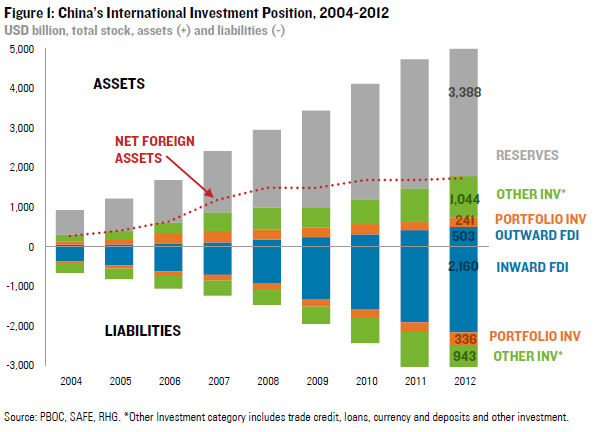 Figure 1: China's International Investment Position, 2004-2012
USD billion, total stock, assets (+) and liabilities (-)
5,000
4,000
3,000
2,000
1,000
0
-1,000
-2,000
-3,000
ASSETS
NET FOREIGN
ASSETS
LIABILITIES
3,388
1,044
241
503
2,160
336
943
RESERVES
OTHER INV*
PORTFOLIO INV
OUTWARD FDI
INWARD FDI
PORTFOLIO INV
OTHER INV*
2004 2005 2006 2007 2008 2009 2010 2011 2012
Source: PBOC, SAFE, RHG. *Other Investment category includes trade credit, loans, currency and deposits and other investment.